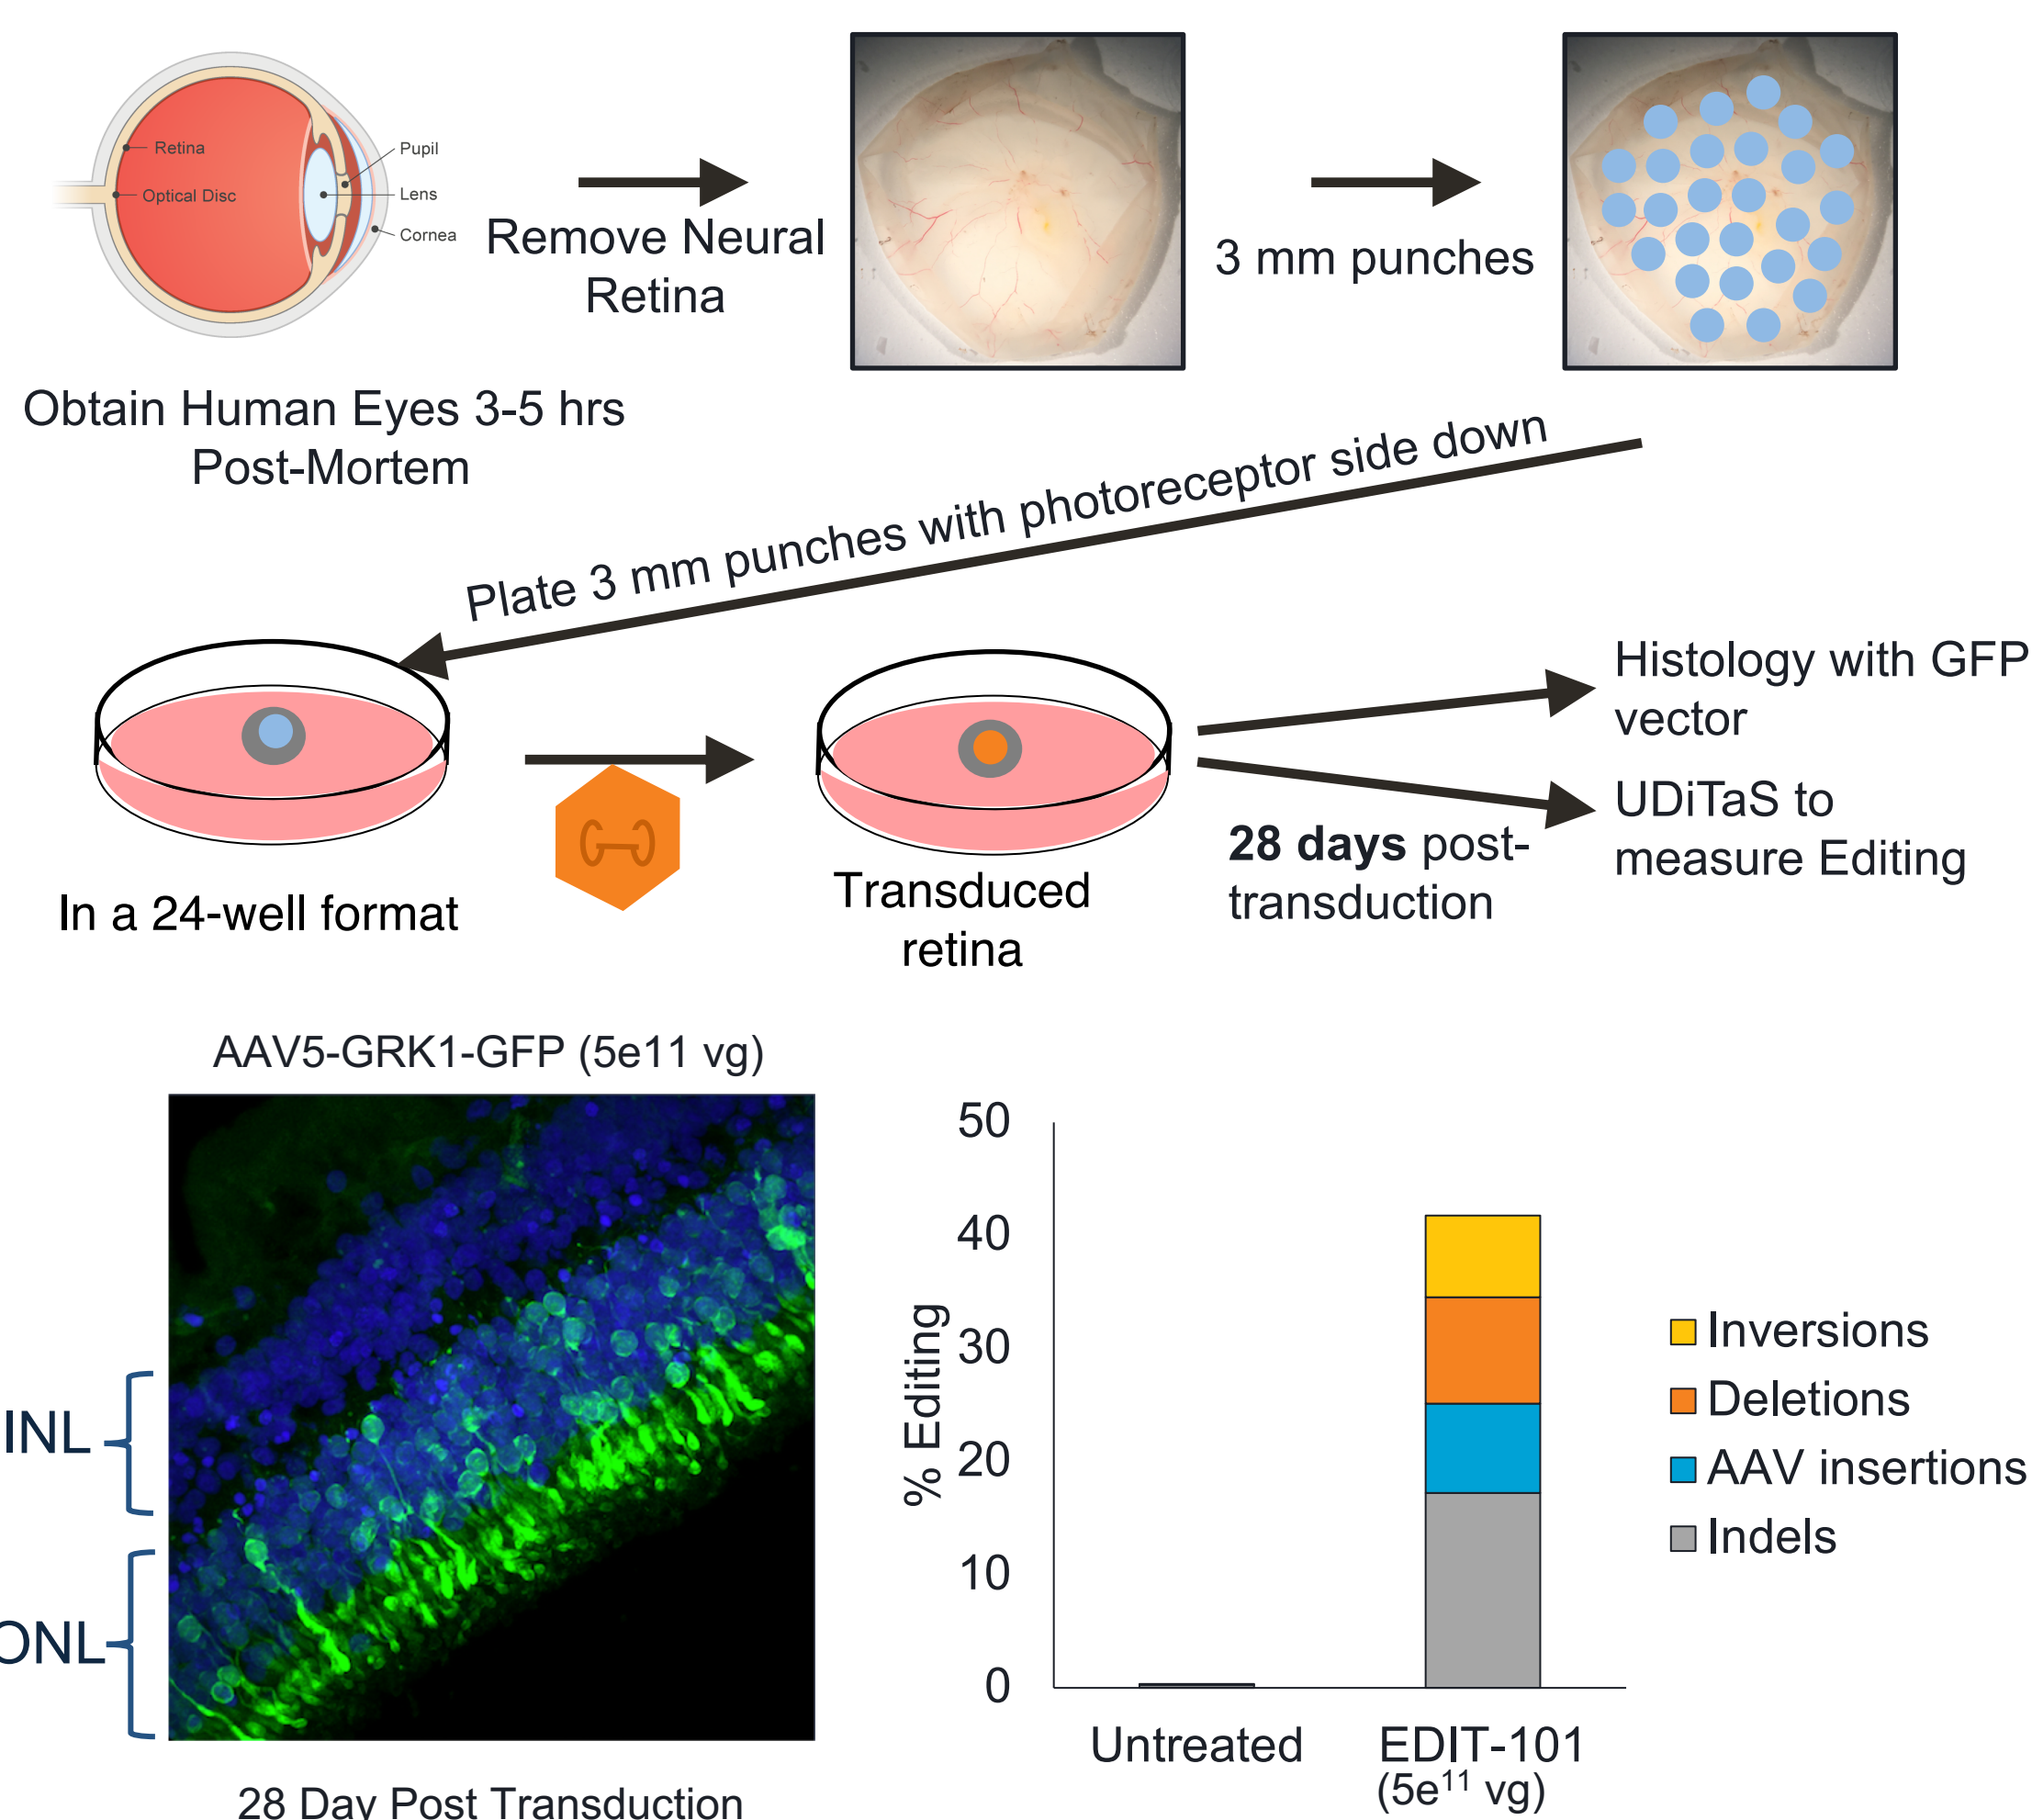 Retina
Optical Disc
Pupil
Lens
Cornea
Remove Neural
Retina
3 mm punches
Obtain Human Eyes 3-5 hrs
Post-Mortem
Plate 3 mm punches with photoreceptor side down
In a 24-well format
Transduced
retina
28 days post-
transduction
Histology with GFP
vector
UDiTaS to
measure Editing
AAV5-GRK1-GFP (5e11 vg)
INL
ONL
28 Day Post Transduction
% Editing
50
40
30
20
10
0
Untreated
EDIT-101
(5e¹¹ vg)
Inversions
Deletions
AAV insertions
Indels